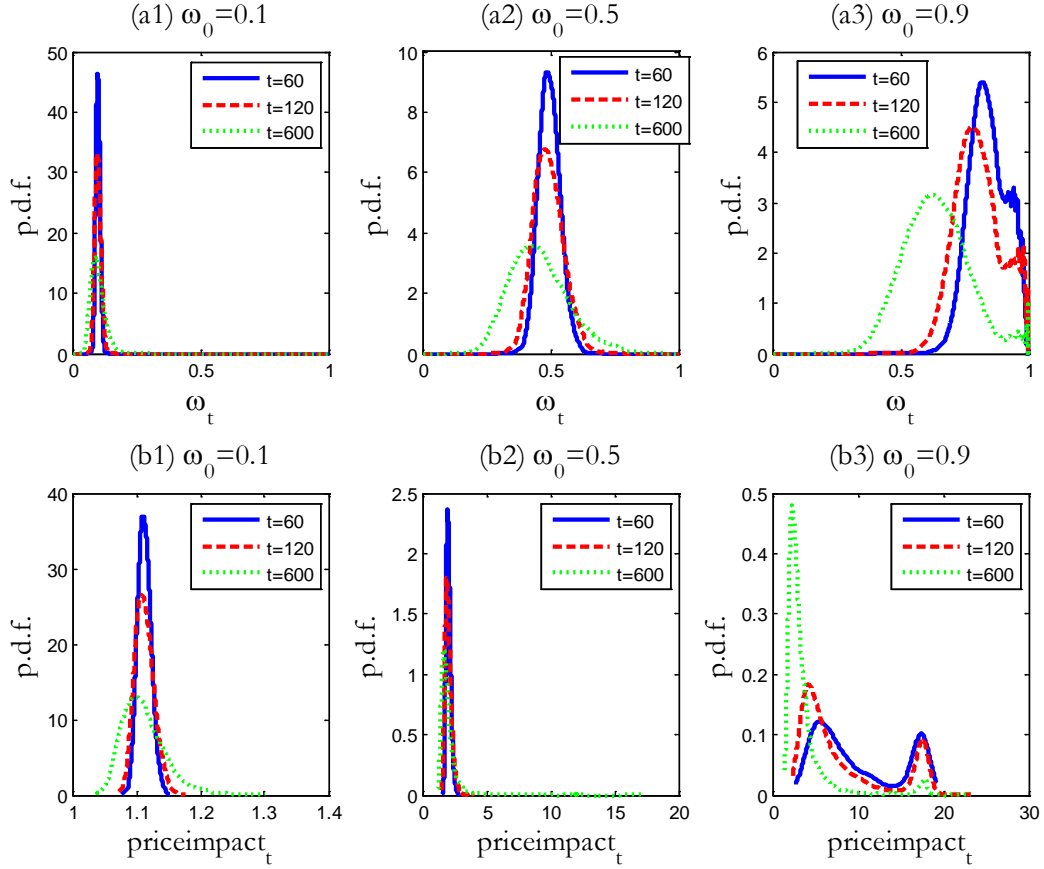 (a1) ω0=0.1
(a2) ω0=0.5
(a3) ω0=0.9
50
40
30
20
10
0
p.d.f.
t=60
t=120
t=600
0
0.5
1
ωt
10
8
6
4
2
0
p.d.f.
t=60
t=120
t=600
0
0.5
1
ωt
6
5
4
3
2
1
0
p.d.f.
t=60
t=120
t=600
0
0.5
1
ωt
(b1) ω0=0.1
(b2) ω0=0.5
(b3) ω0=0.9
40
30
20
10
0
p.d.f.
t=60
t=120
t=600
1
1.1
1.2
1.3
1.4
priceimpactt
2.5
2
1.5
1
0.5
0
p.d.f.
t=60
t=120
t=600
0
5
10
15
20
priceimpactt
0.5
0.4
0.3
0.2
0.1
0
p.d.f.
t=60
t=120
t=600
0
10
20
30
priceimpactt